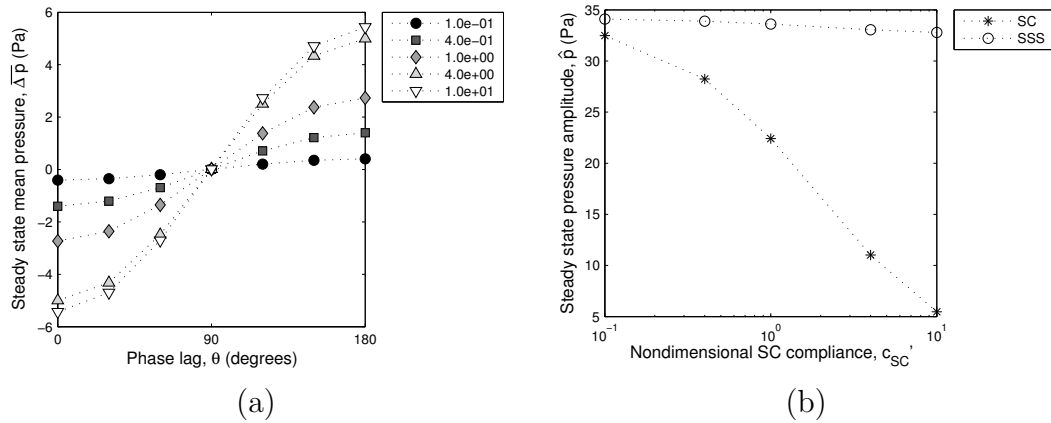 Steady state mean pressure, Δp (Pa)
6
4
2
0
−2
−4
−6
0
90
180
Phase lag, θ (degrees)
1.0e−01
4.0e−01
1.0e+00
4.0e+00
1.0e+01
(a)
Steady state pressure amplitude, p̂ (Pa)
35
30
25
20
15
10
5
10⁻¹
10⁰
10¹
Nondimensional SC compliance, c_SC'
SC
SSS
(b)